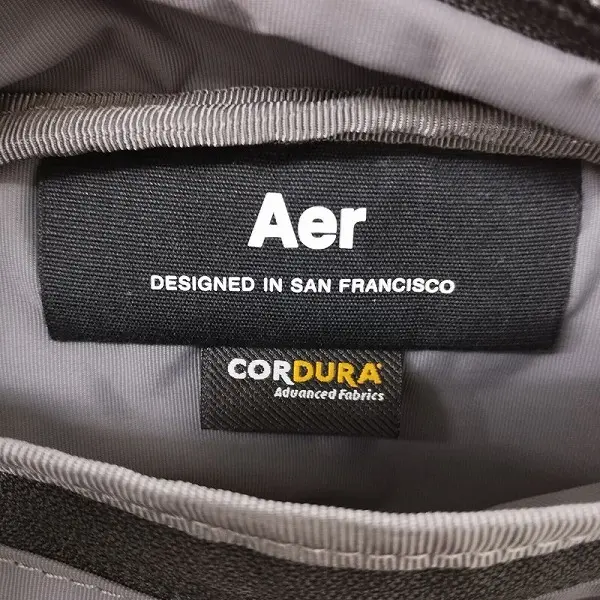 Aer
DESIGNED IN SAN FRANCISCO
CORDURA
Advanced Fabrics